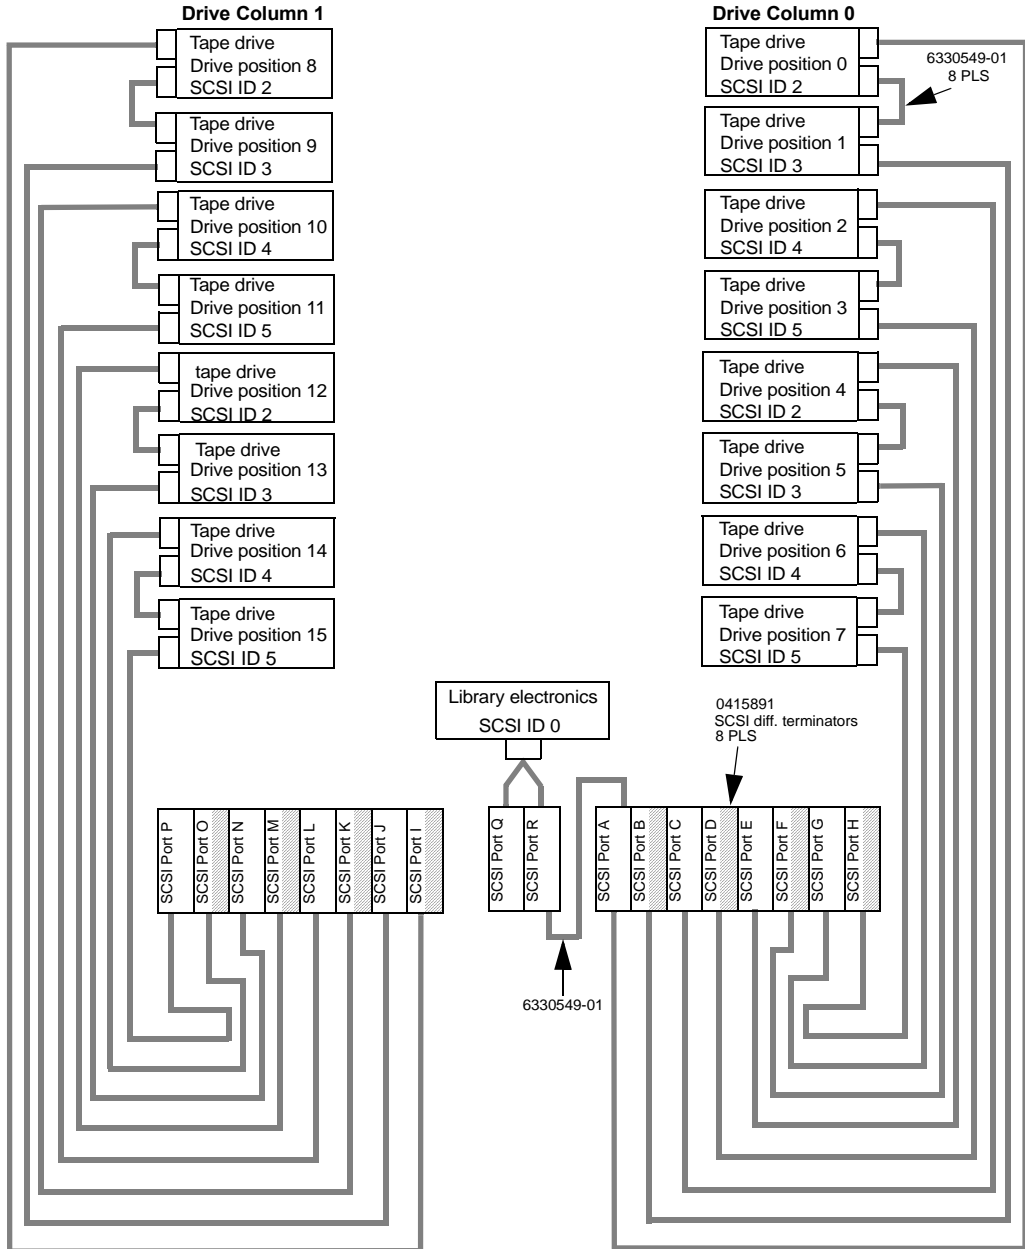 Drive Column 1
Drive Column 0
Tape drive
Drive position 8
SCSI ID 2
Tape drive
Drive position 9
SCSI ID 3
Tape drive
Drive position 10
SCSI ID 4
Tape drive
Drive position 11
SCSI ID 5
tape drive
Drive position 12
SCSI ID 2
Tape drive
Drive position 13
SCSI ID 3
Tape drive
Drive position 14
SCSI ID 4
Tape drive
Drive position 15
SCSI ID 5
Tape drive
Drive position 0
SCSI ID 2
6330549-01
8 PLS
Tape drive
Drive position 1
SCSI ID 3
Tape drive
Drive position 2
SCSI ID 4
Tape drive
Drive position 3
SCSI ID 5
Tape drive
Drive position 4
SCSI ID 2
Tape drive
Drive position 5
SCSI ID 3
Tape drive
Drive position 6
SCSI ID 4
Tape drive
Drive position 7
SCSI ID 5
Library electronics
SCSI ID 0
0415891
SCSI diff. terminators
8 PLS
SCSI Port P
SCSI Port O
SCSI Port N
SCSI Port M
SCSI Port L
SCSI Port K
SCSI Port J
SCSI Port I
SCSI Port Q
SCSI Port R
SCSI Port A
SCSI Port B
SCSI Port C
SCSI Port D
SCSI Port E
SCSI Port F
SCSI Port G
SCSI Port H
6330549-01